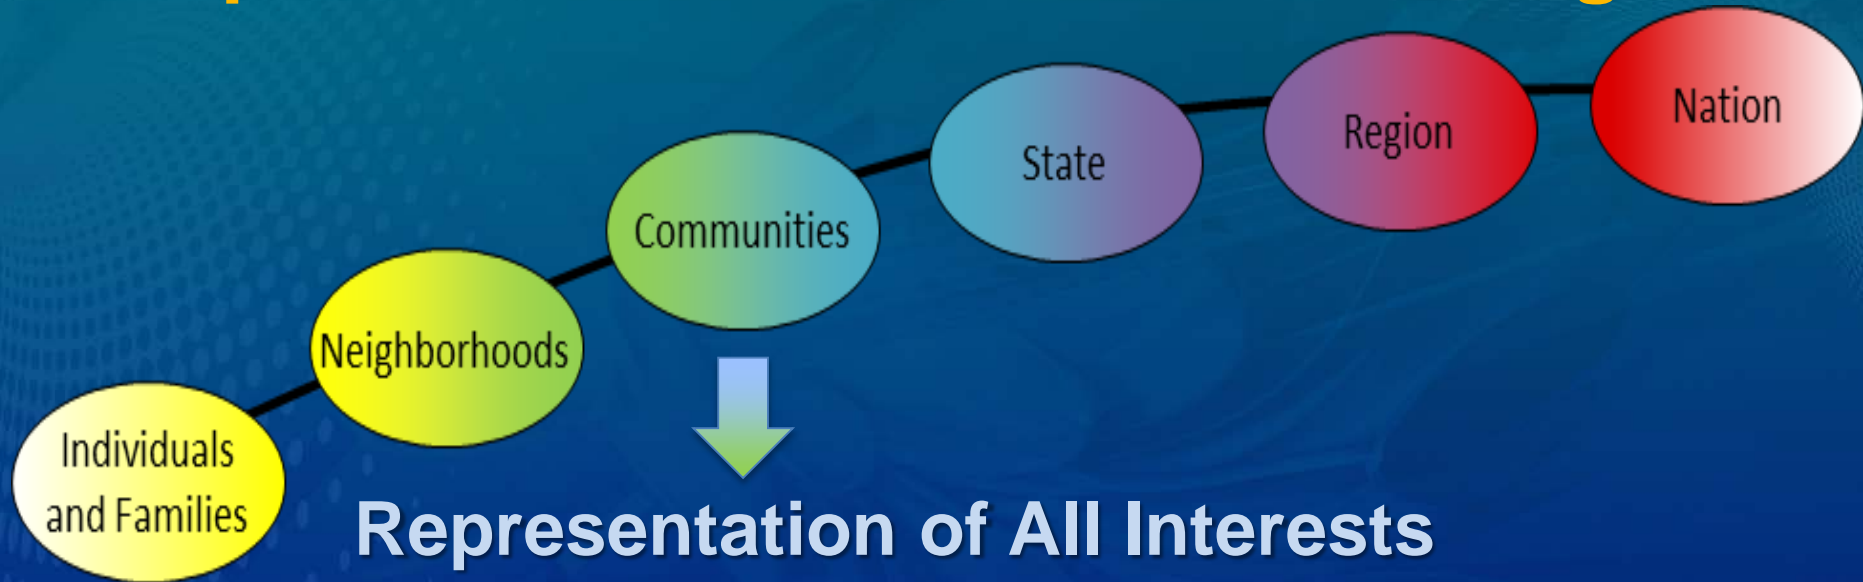 Individuals
and Families
Neighborhoods
Communities
State
Region
Nation
Representation of All Interests